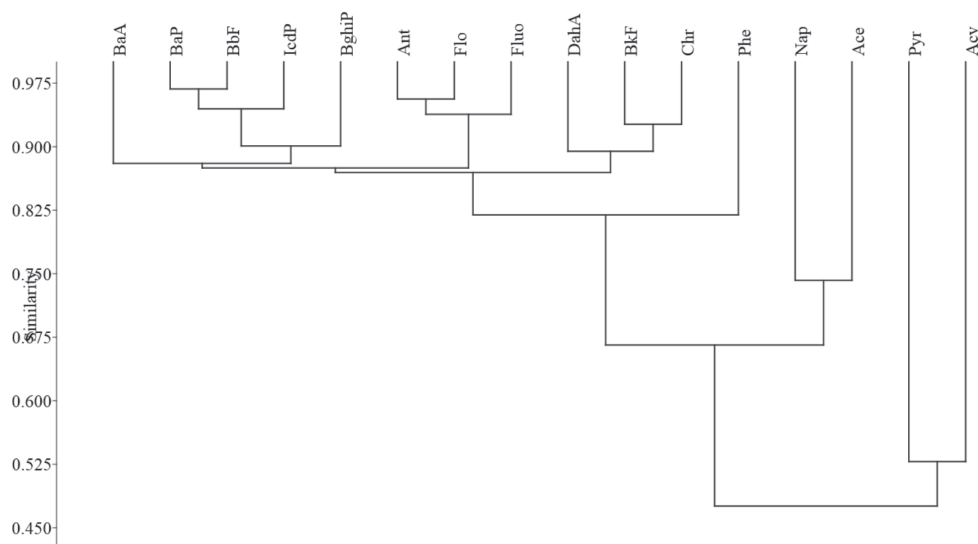 BaA
BaP
BbF
IcdP
BghiP
Ant
Flo
Fluo
DahA
BkF
Chr
Phe
Nap
Ace
Pyr
Acy
0.975
0.900
0.825
0.750
Similarity
0.675
0.600
0.525
0.450